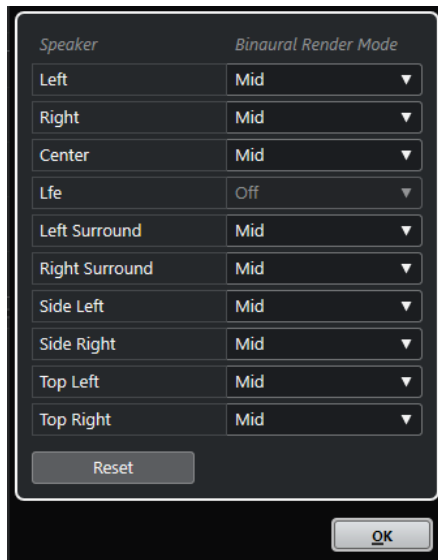 Speaker Binaural Render Mode
Left Mid
Right Mid
Center Mid
Lfe Off
Left Surround Mid
Right Surround Mid
Side Left Mid
Side Right Mid
Top Left Mid
Top Right Mid
Reset
OK